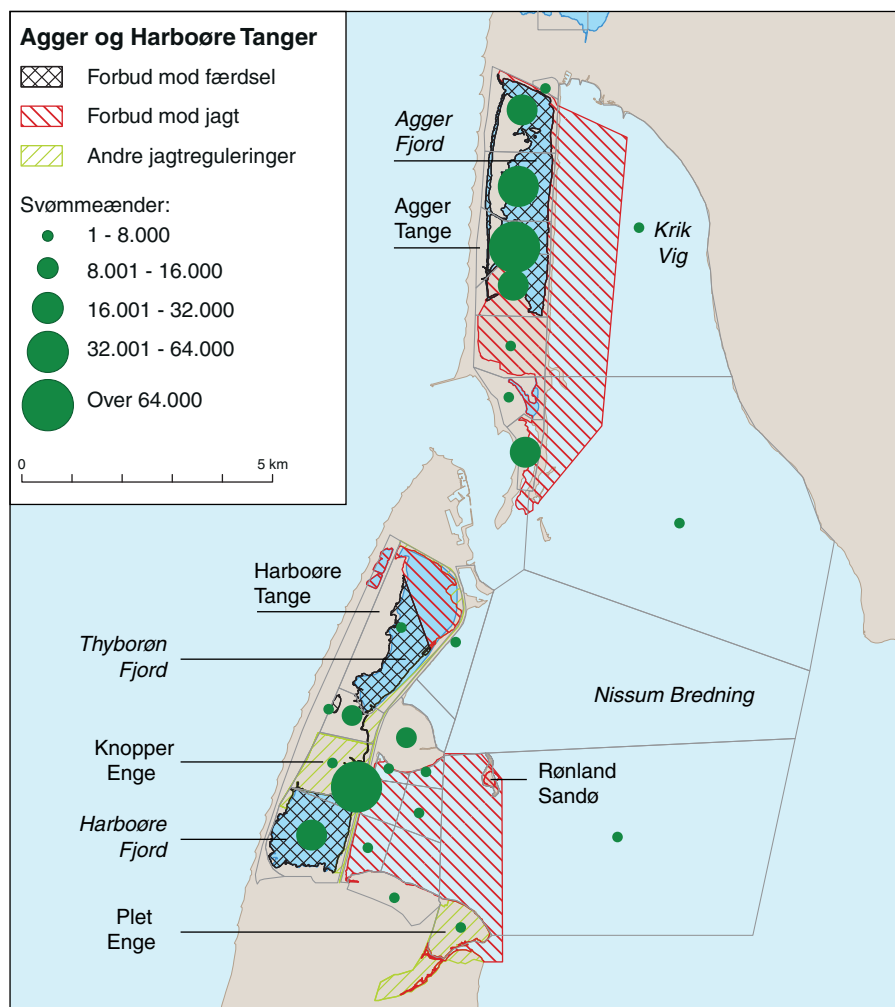 Agger og Harboøre Tanger
Forbud mod færdsel
Forbud mod jagt
Andre jagtreguleringer
Svømmeænder:
1 - 8.000
8.001 - 16.000
16.001 - 32.000
32.001 - 64.000
Over 64.000
0
5 km
Agger
Fjord
Agger
Tange
Krik
Vig
Harboøre
Tange
Thyborøn
Fjord
Nissum Bredning
Knopper
Enge
Rønland
Sandø
Harboøre
Fjord
Plet
Enge